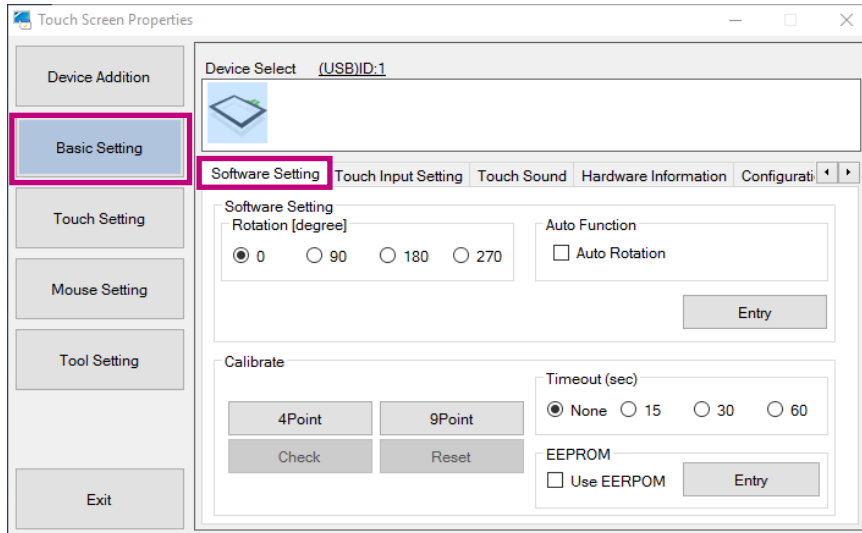 Touch Screen Properties
Device Addition
Basic Setting
Touch Setting
Mouse Setting
Tool Setting
Exit
Device Select (USB)ID:1
Software Setting Touch Input Setting Touch Sound Hardware Information Configurati
Software Setting
Rotation [degree]
0 90 180 270
Auto Function
Auto Rotation
Entry
Calibrate
4Point 9Point
Check Reset
Timeout (sec)
None 15 30 60
EEPROM
Use EERPOM Entry